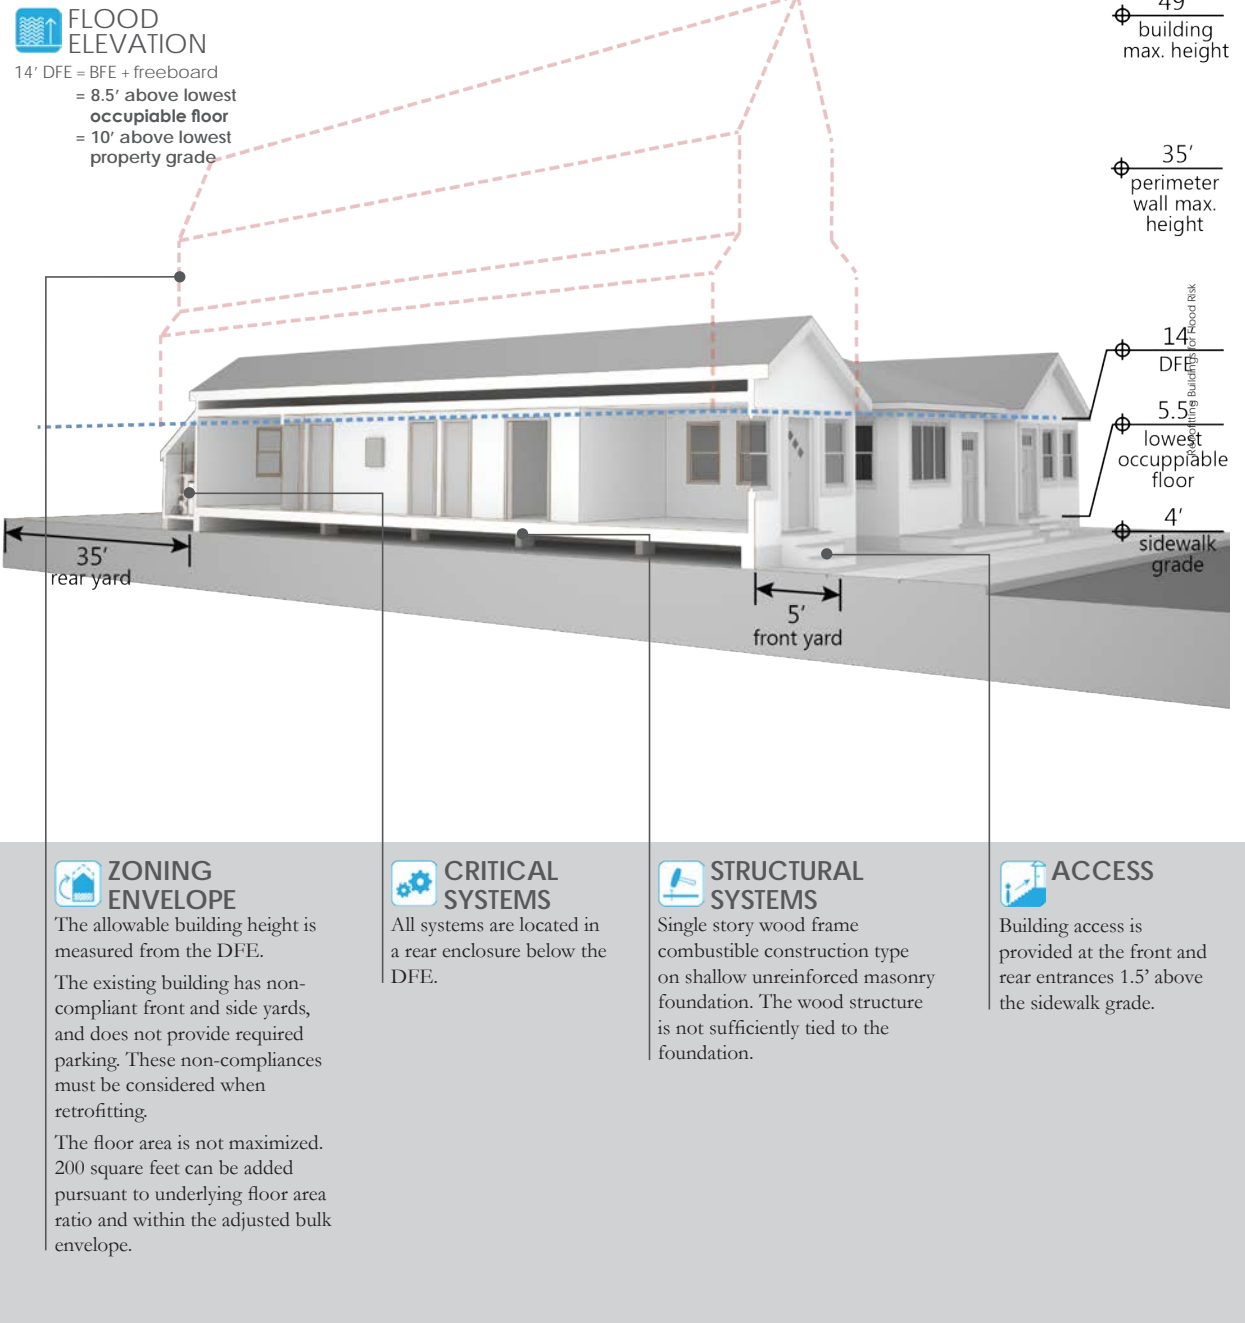 FLOOD
ELEVATION
14' DFE = BFE + freeboard
= 8.5' above lowest
occupiable floor
= 10' above lowest
property grade
49'
building
max. height
35'
perimeter
wall max.
height
Retrofitting Buildings for Flood Risk
14'
DFE
5.5'
lowest
occuppiable
floor
4'
sidewalk
grade
35'
rear yard
5'
front yard
ZONING
ENVELOPE
The allowable building height is
measured from the DFE.
The existing building has non-
compliant front and side yards,
and does not provide required
parking. These non-compliances
must be considered when
retrofitting.
The floor area is not maximized.
200 square feet can be added
pursuant to underlying floor area
ratio and within the adjusted bulk
envelope.
CRITICAL
SYSTEMS
All systems are located in
a rear enclosure below the
DFE.
STRUCTURAL
SYSTEMS
Single story wood frame
combustible construction type
on shallow unreinforced masonry
foundation. The wood structure
is not sufficiently tied to the
foundation.
ACCESS
Building access is
provided at the front and
rear entrances 1.5' above
the sidewalk grade.